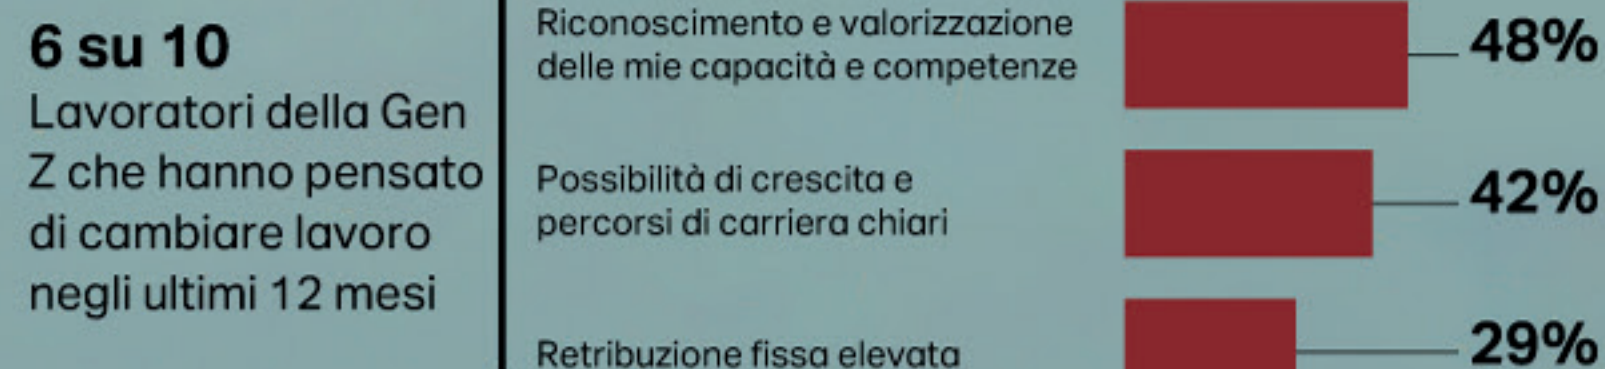 6 su 10
Lavoratori della Gen
Z che hanno pensato
di cambiare lavoro
negli ultimi 12 mesi
Riconoscimento e valorizzazione
delle mie capacità e competenze
48%
Possibilità di crescita e
percorsi di carriera chiari
42%
Retribuzione fissa elevata
29%